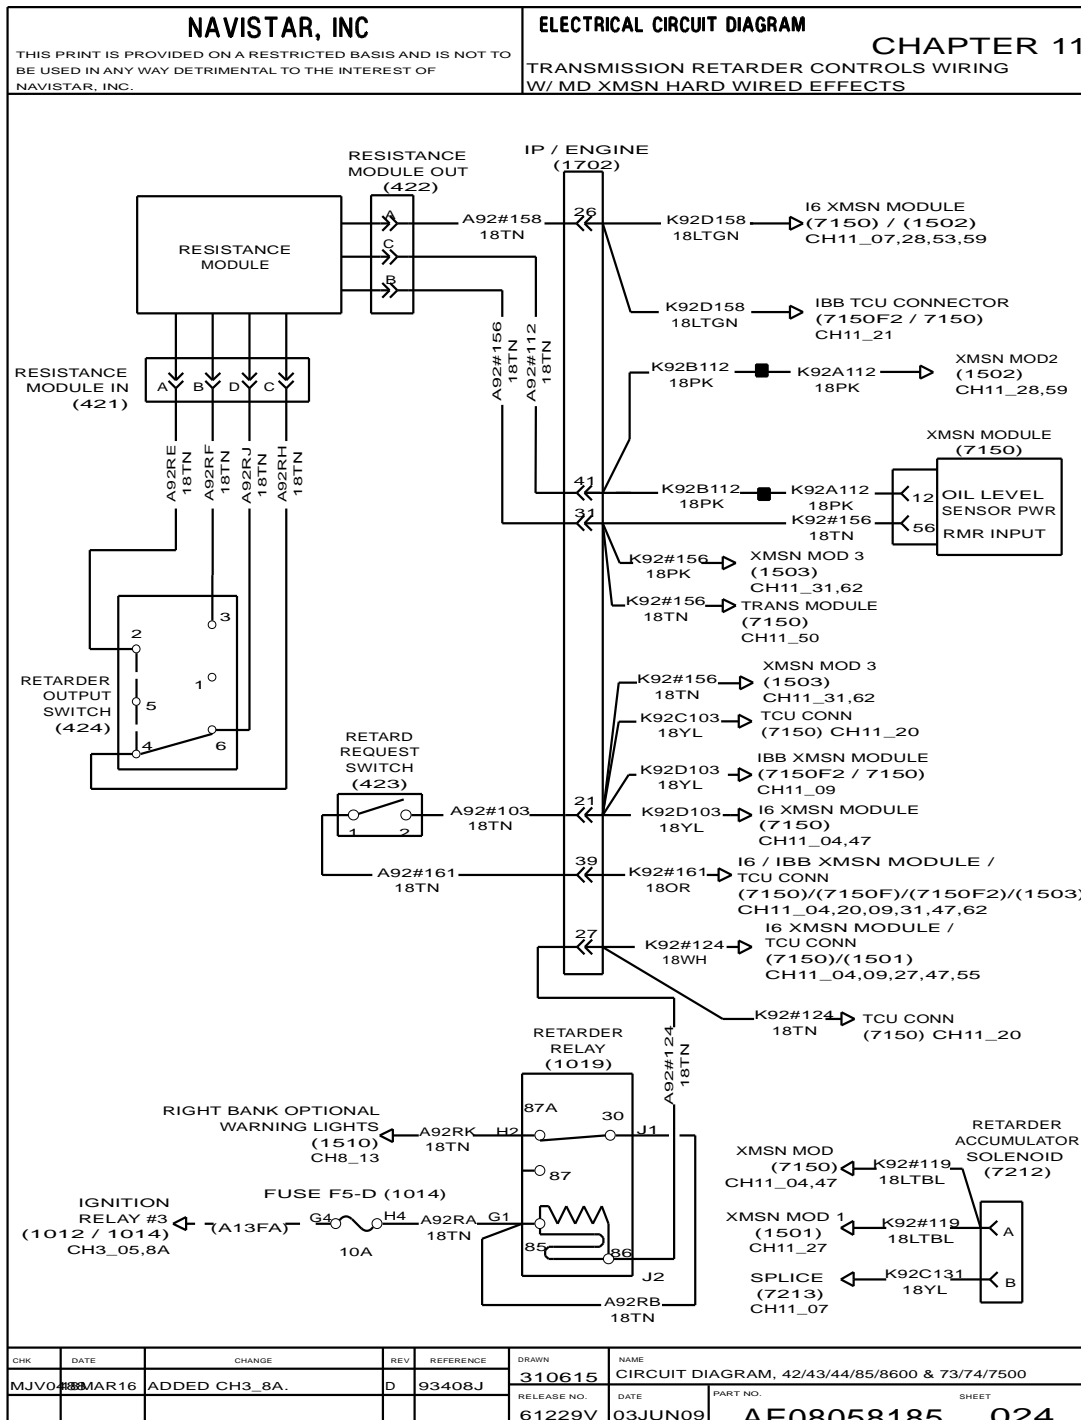 NAVISTAR, INC
THIS PRINT IS PROVIDED ON A RESTRICTED BASIS AND IS NOT TO
BE USED IN ANY WAY DETRIMENTAL TO THE INTEREST OF
NAVISTAR, INC.
ELECTRICAL CIRCUIT DIAGRAM
CHAPTER 11
TRANSMISSION RETARDER CONTROLS WIRING
W/ MD XMSN HARD WIRED EFFECTS
IP / ENGINE
(1702)
RESISTANCE
MODULE OUT
(422)
RESISTANCE
MODULE
A
C
B
A92#158
18TN
26
K92D158
18LTGN
I6 XMSN MODULE
(7150) / (1502)
CH11_07,28,53,59
K92D158
18LTGN
IBB TCU CONNECTOR
(7150F2 / 7150)
CH11_21
A92#156
18TN
A92#112
18TN
K92B112
18PK
K92A112
18PK
XMSN MOD2
(1502)
CH11_28,59
RESISTANCE
MODULE IN
(421)
A
B
D
C
A92RE
18TN
A92RF
18TN
A92RJ
18TN
A92RH
18TN
XMSN MODULE
(7150)
41
K92B112
18PK
K92A112
18PK
12
OIL LEVEL
SENSOR PWR
31
K92#156
18TN
56
RMR INPUT
K92#156
18PK
XMSN MOD 3
(1503)
CH11_31,62
K92#156
18TN
TRANS MODULE
(7150)
CH11_50
RETARDER
OUTPUT
SWITCH
(424)
2
3
1
5
4
6
K92#156
18TN
XMSN MOD 3
(1503)
CH11_31,62
K92C103
18YL
TCU CONN
(7150) CH11_20
K92D103
18YL
IBB XMSN MODULE
(7150F2 / 7150)
CH11_09
RETARD
REQUEST
SWITCH
(423)
1
2
A92#103
18TN
21
K92D103
18YL
I6 XMSN MODULE
(7150)
CH11_04,47
A92#161
18TN
39
K92#161
18OR
I6 / IBB XMSN MODULE /
TCU CONN
(7150)/(7150F)/(7150F2)/(1503)
CH11_04,20,09,31,47,62
27
K92#124
18WH
I6 XMSN MODULE /
TCU CONN
(7150)/(1501)
CH11_04,09,27,47,55
K92#124
18TN
TCU CONN
(7150) CH11_20
A92#124
18TN
RETARDER
RELAY
(1019)
87A
30
87
85
86
J1
J2
H2
G1
RIGHT BANK OPTIONAL
WARNING LIGHTS
(1510)
CH8_13
A92RK
18TN
IGNITION
RELAY #3
(1012 / 1014)
CH3_05,8A
(A13FA)
FUSE F5-D (1014)
G4
H4
10A
A92RA
18TN
A92RB
18TN
RETARDER
ACCUMULATOR
SOLENOID
(7212)
XMSN MOD
(7150)
CH11_04,47
K92#119
18LTBL
XMSN MOD 1
(1501)
CH11_27
K92#119
18LTBL
A
SPLICE
(7213)
CH11_07
K92C131
18YL
B
CHK DATE CHANGE REV REFERENCE
MJV04 MAR16 ADDED CH3_8A. D 93408J
DRAWN
310615
NAME
CIRCUIT DIAGRAM, 42/43/44/85/8600 & 73/74/7500
RELEASE NO.
61229V
DATE
03JUN09
PART NO.
AE08058185
SHEET
024